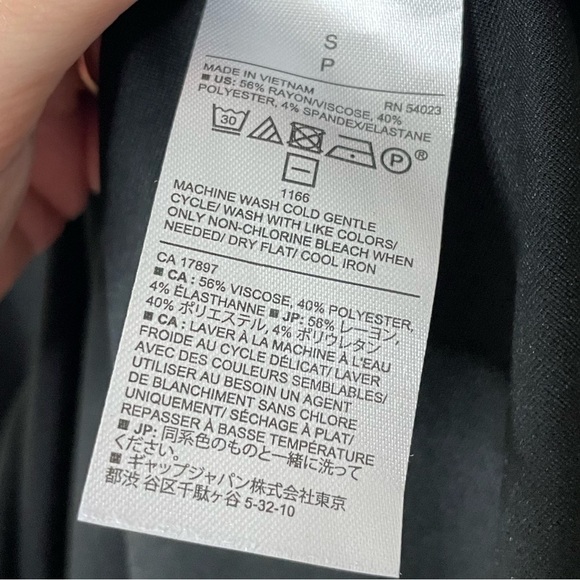 S
P
MADE IN VIETNAM RN 54023
■ US: 56% RAYON/VISCOSE, 40%
POLYESTER, 4% SPANDEX/ELASTANE
30 P®
1166
MACHINE WASH COLD GENTLE
CYCLE/ WASH WITH LIKE COLORS/
ONLY NON-CHLORINE BLEACH WHEN
NEEDED/ DRY FLAT/ COOL IRON
CA 17897
■ CA : 56% VISCOSE, 40% POLYESTER,
4% ÉLASTHANNE ■ JP: 56% レーヨン,
40% ポリエステル, 4% ポリウレタン
■ CA : LAVER À LA MACHINE À L'EAU
FROIDE AU CYCLE DÉLICAT/ LAVER
AVEC DES COULEURS SEMBLABLES/
UTILISER AU BESOIN UN AGENT
DE BLANCHIMENT SANS CHLORE
UNIQUEMENT/ SÉCHAGE À PLAT/
REPASSER À BASSE TEMPÉRATURE
■ JP: 同系色のものと一緒に洗って
ください。
■ ギャップジャパン株式会社東京
都渋 谷区千駄ヶ谷 5-32-10